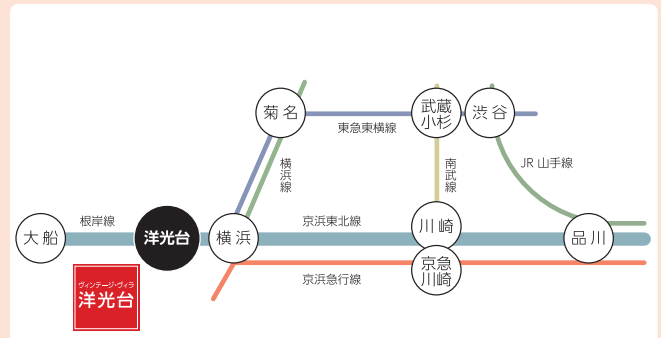 菊名
武蔵
小杉
渋谷
東急東横線
横浜線
南武線
JR 山手線
大船
根岸線
洋光台
横浜
京浜東北線
川崎
品川
京急
川崎
京浜急行線
ヴィンテージ・ヴィラ
洋光台